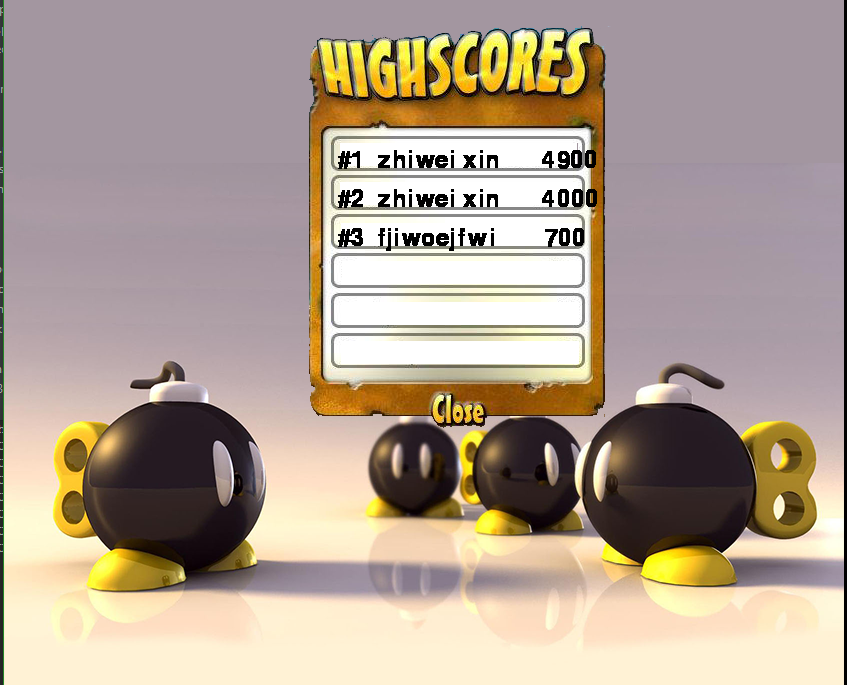 HIGHSCORES
#1 zhiwei xin 4900
#2 zhiwei xin 4000
#3 fjiwoejfwi 700
Close